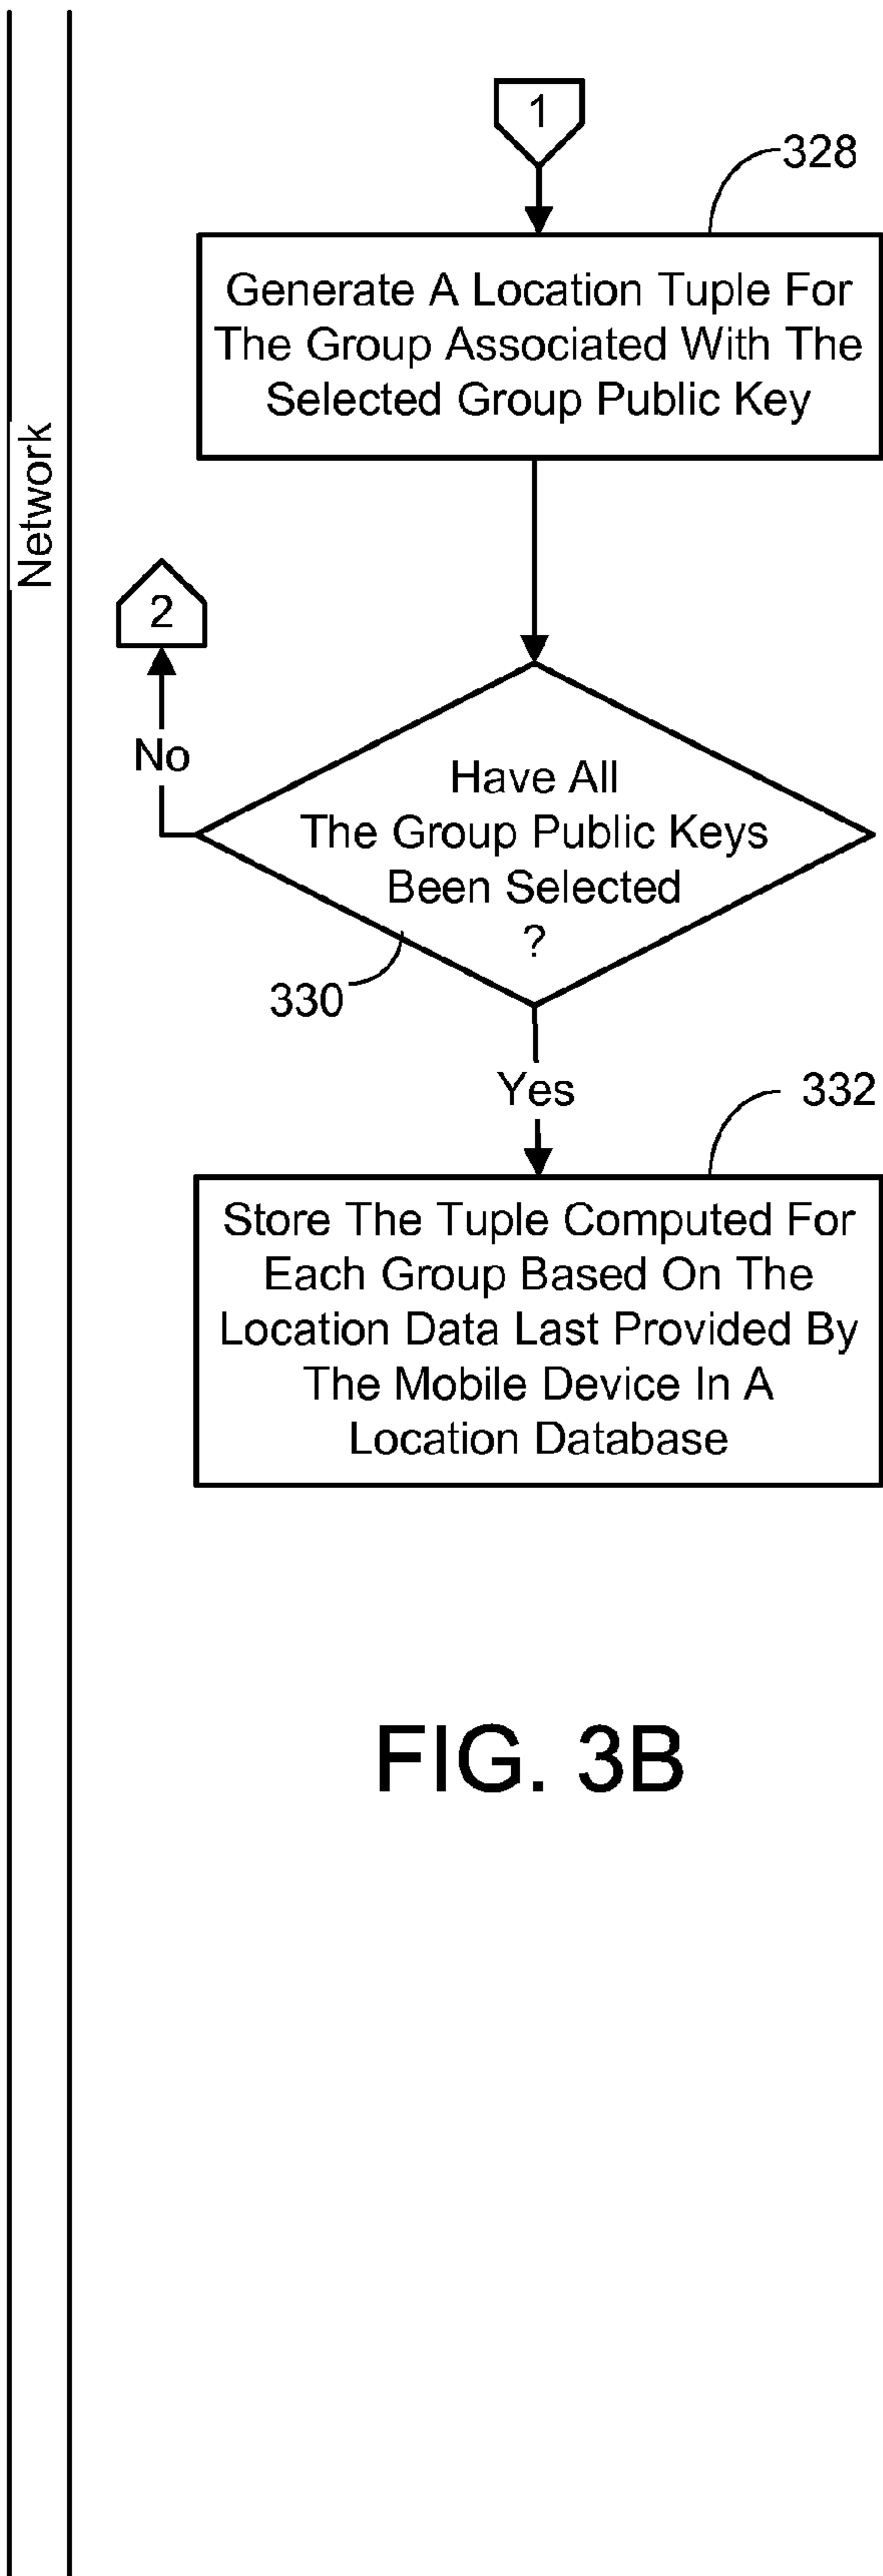 1
328
Generate A Location Tuple For
The Group Associated With The
Selected Group Public Key
Network
2
No
Have All
The Group Public Keys
Been Selected
?
330
Yes
332
Store The Tuple Computed For
Each Group Based On The
Location Data Last Provided By
The Mobile Device In A
Location Database
FIG. 3B